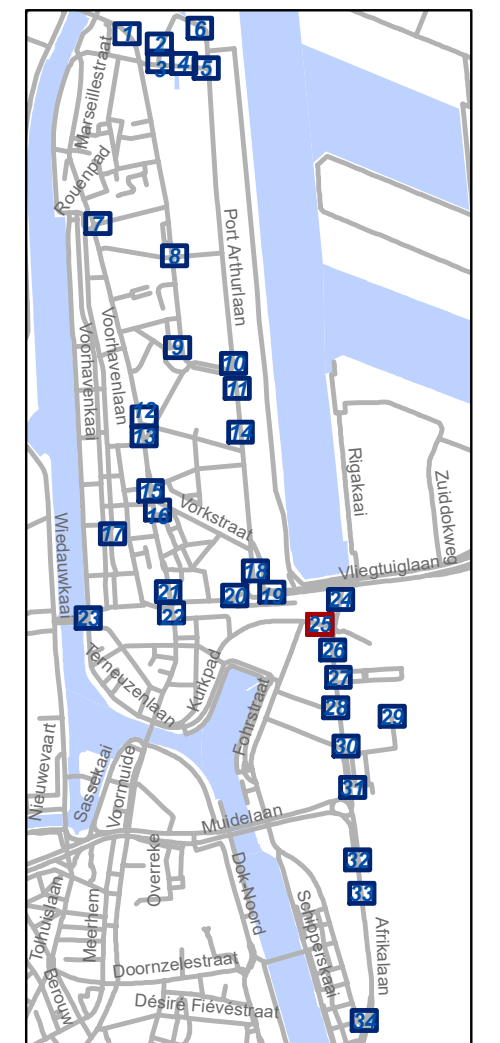 1
2
6
3
4
5
Marseillestraat
Rouenpad
7
Port Arthurlaan
8
Voorhavenlaan
Voorhavenkaai
9
10
11
12
13
14
Rigakaai
Zuiddokweg
15
16
Vorkstraat
17
Wiedauwkaai
18
Vliegtuiglaan
19
20
21
22
23
24
25
26
Terneuzenlaan
Kurkpad
27
Fohrstraat
28
29
30
Nieuwevaart
Sassekaai
Voormuide
31
Muidelaan
Overreke
32
Dok-Noord
33
Tolhuislaan
Meerhem
Schipperskaai
Afrikalaan
Doornzelestraat
Berouw
Désiré Fiévéstraat
34